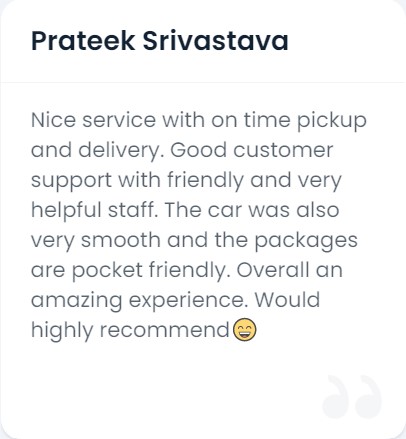 Prateek Srivastava
Nice service with on time pickup
and delivery. Good customer
support with friendly and very
helpful staff. The car was also
very smooth and the packages
are pocket friendly. Overall an
amazing experience. Would
highly recommend😄